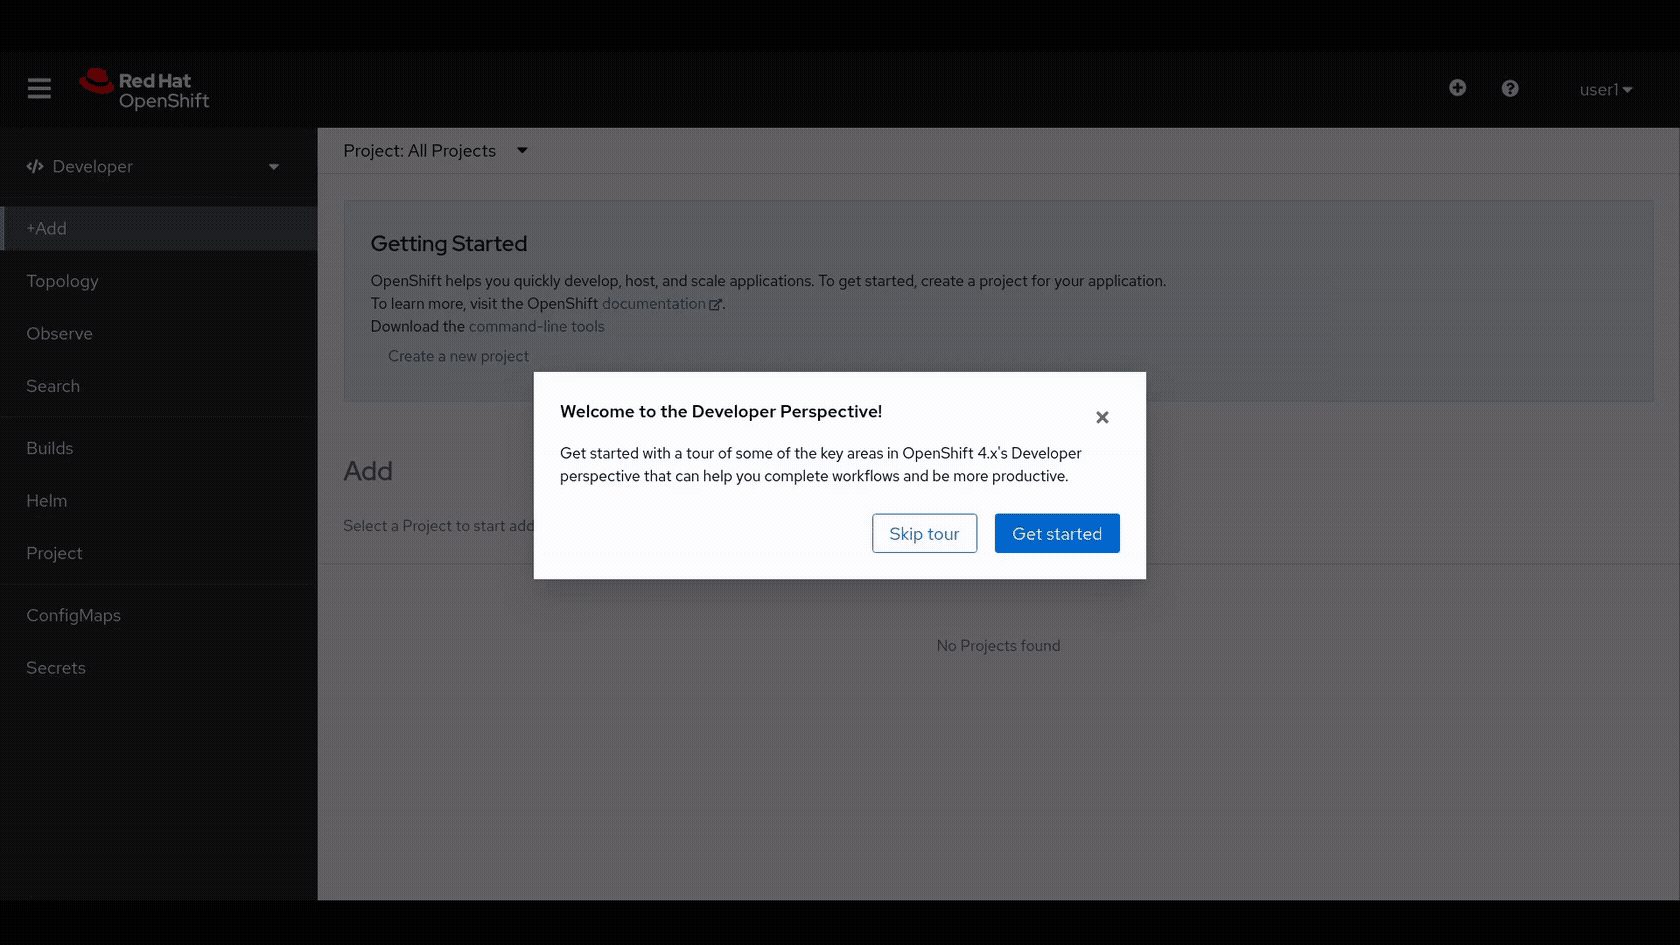 Red Hat
OpenShift
user1
Developer
+Add
Topology
Observe
Search
Builds
Helm
Project
ConfigMaps
Secrets
Project: All Projects
Getting Started
OpenShift helps you quickly develop, host, and scale applications. To get started, create a project for your application.
To learn more, visit the OpenShift documentation.
Download the command-line tools
Create a new project
Add
Select a Project to start add
No Projects found
Welcome to the Developer Perspective!
Get started with a tour of some of the key areas in OpenShift 4.x's Developer
perspective that can help you complete workflows and be more productive.
Skip tour
Get started